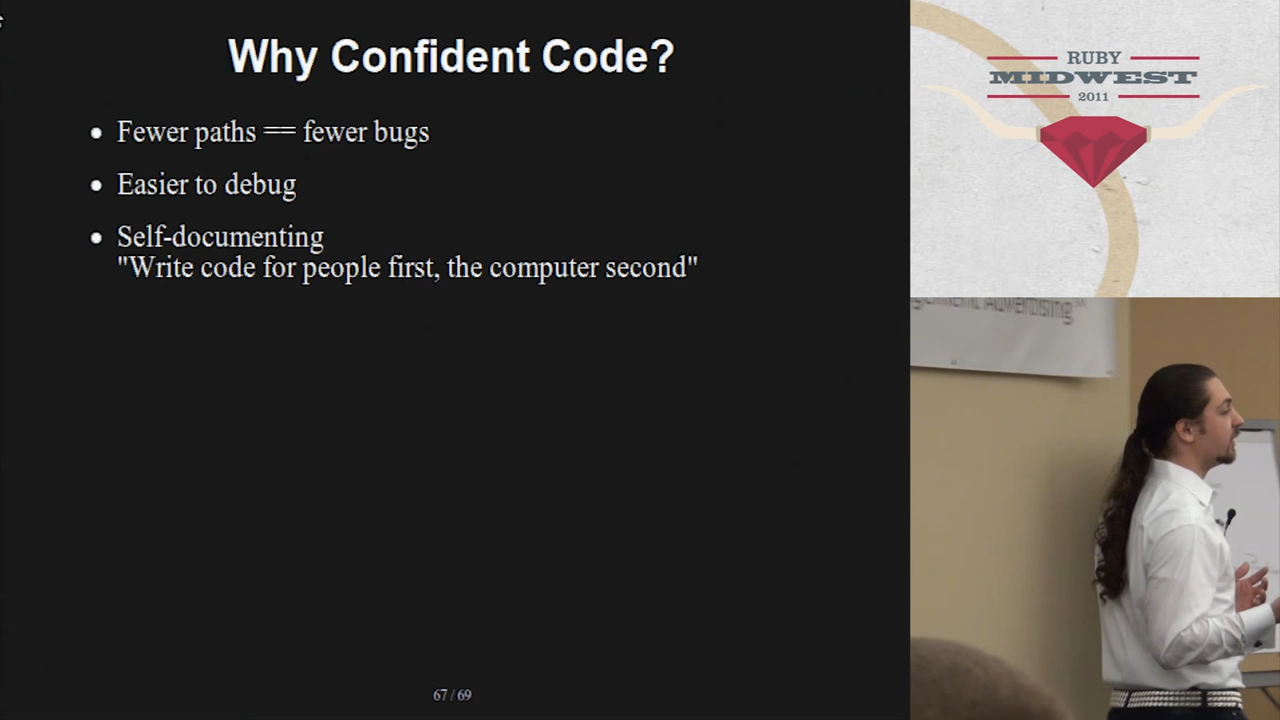 Why Confident Code?
Fewer paths == fewer bugs
Easier to debug
Self-documenting
"Write code for people first, the computer second"
67 / 69
RUBY
MIDWEST
2011
Advertising